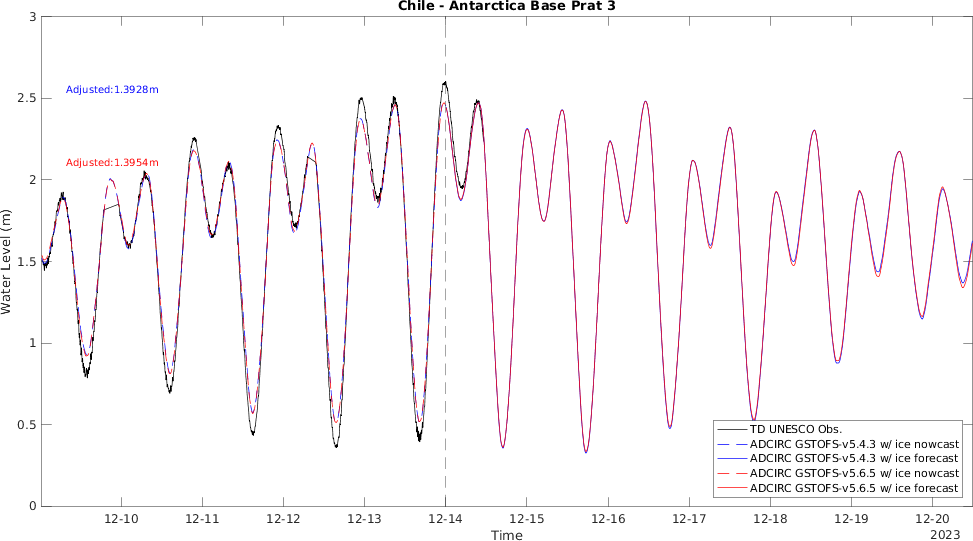 Chile - Antarctica Base Prat 3
3
2.5
2
1.5
1
0.5
0
Water Level (m)
Adjusted:1.3928m
Adjusted:1.3954m
TD UNESCO Obs.
ADCIRC GSTOFS-v5.4.3 w/ ice nowcast
ADCIRC GSTOFS-v5.4.3 w/ ice forecast
ADCIRC GSTOFS-v5.6.5 w/ ice nowcast
ADCIRC GSTOFS-v5.6.5 w/ ice forecast
12-10 12-11 12-12 12-13 12-14 12-15 12-16 12-17 12-18 12-19 12-20
Time
2023